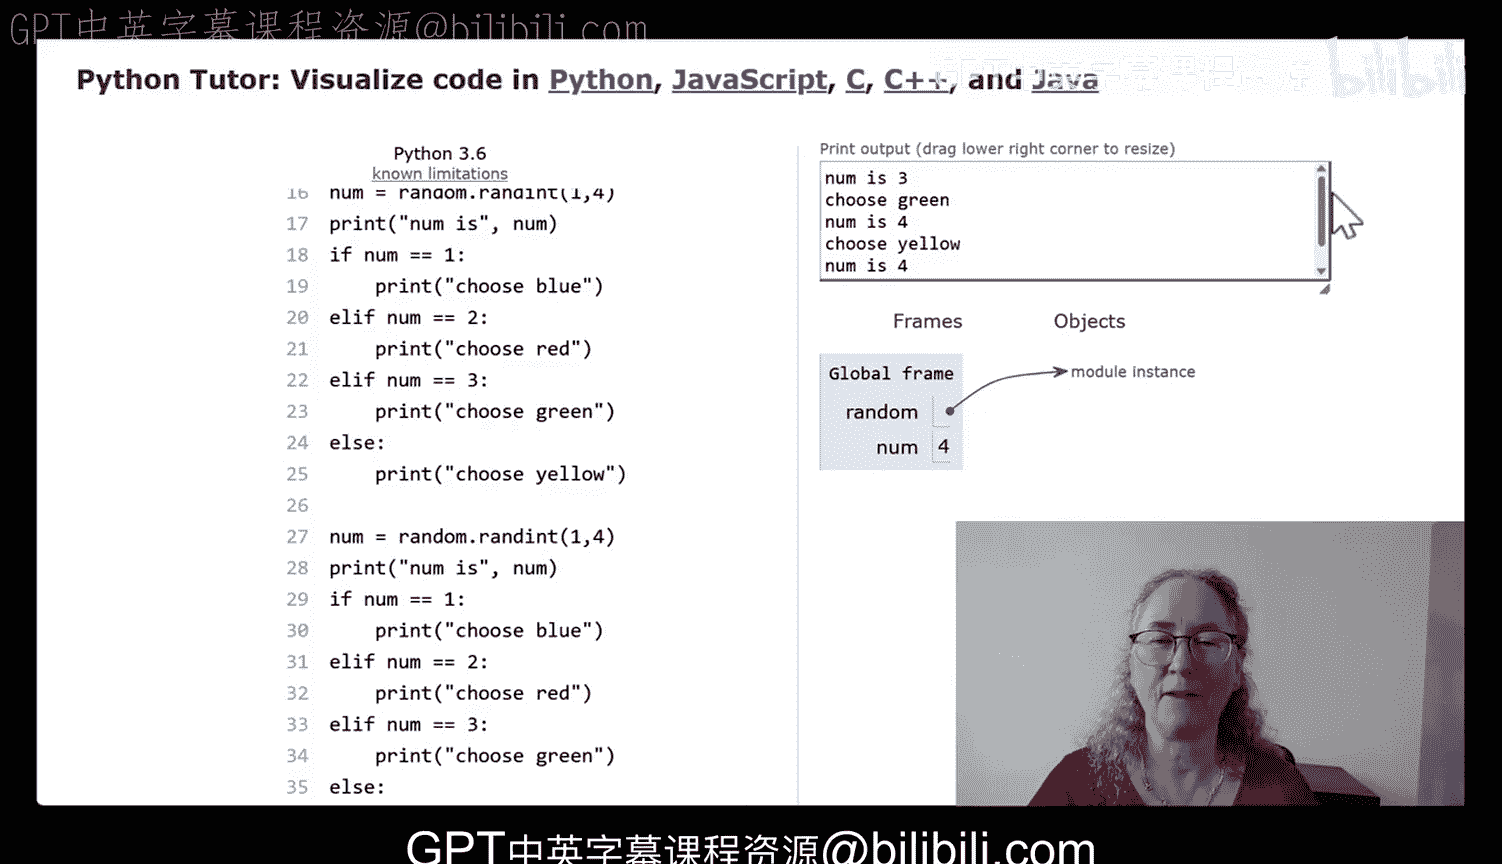 GPT中英字幕课程资源@bilibili.com
Python Tutor: Visualize code in Python, JavaScript, C, C++, and Java
bilibili
Python 3.6
known limitations
16 num = random.randint(1,4)
17 print("num is", num)
18 if num == 1:
19 print("choose blue")
20 elif num == 2:
21 print("choose red")
22 elif num == 3:
23 print("choose green")
24 else:
25 print("choose yellow")
26
27 num = random.randint(1,4)
28 print("num is", num)
29 if num == 1:
30 print("choose blue")
31 elif num == 2:
32 print("choose red")
33 elif num == 3:
34 print("choose green")
35 else:
Print output (drag lower right corner to resize)
num is 3
choose green
num is 4
choose yellow
num is 4
Frames Objects
Global frame
module instance
random
num 4
GPT中英字幕课程资源@bilibili.com